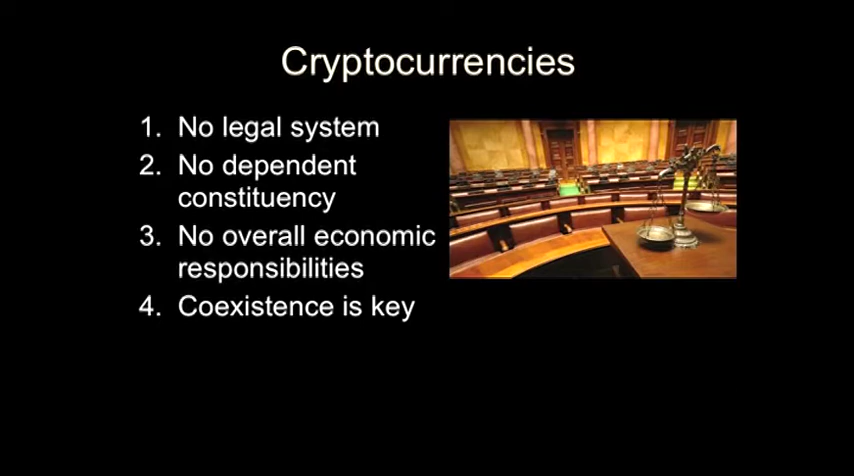 Cryptocurrencies
1. No legal system
2. No dependent
constituency
3. No overall economic
responsibilities
4. Coexistence is key